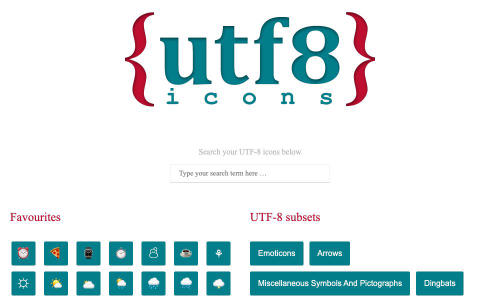 {utf8}
icons
Search your UTF-8 icons below.
Type your search term here ...
Favourites
UTF-8 subsets
Emoticons
Arrows
Miscellaneous Symbols And Pictographs
Dingbats